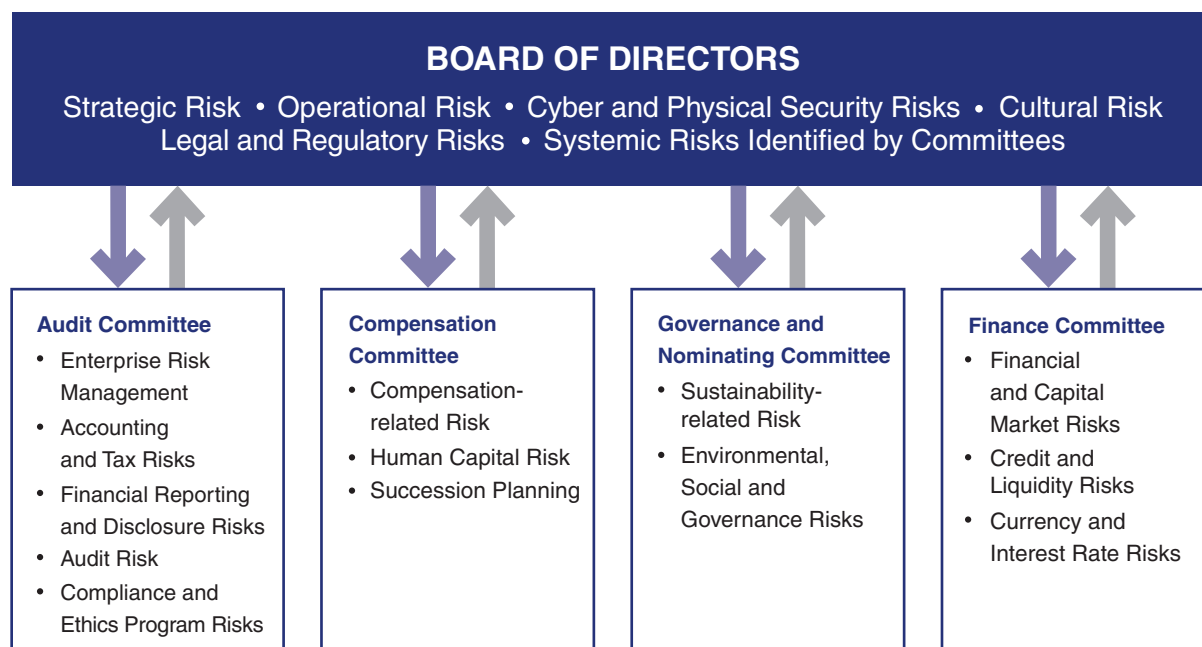 BOARD OF DIRECTORS
Strategic Risk • Operational Risk • Cyber and Physical Security Risks • Cultural Risk
Legal and Regulatory Risks • Systemic Risks Identified by Committees
Audit Committee
• Enterprise Risk
Management
• Accounting
and Tax Risks
• Financial Reporting
and Disclosure Risks
• Audit Risk
• Compliance and
Ethics Program Risks
Compensation
Committee
• Compensation-
related Risk
• Human Capital Risk
• Succession Planning
Governance and
Nominating Committee
• Sustainability-
related Risk
• Environmental,
Social and
Governance Risks
Finance Committee
• Financial
and Capital
Market Risks
• Credit and
Liquidity Risks
• Currency and
Interest Rate Risks